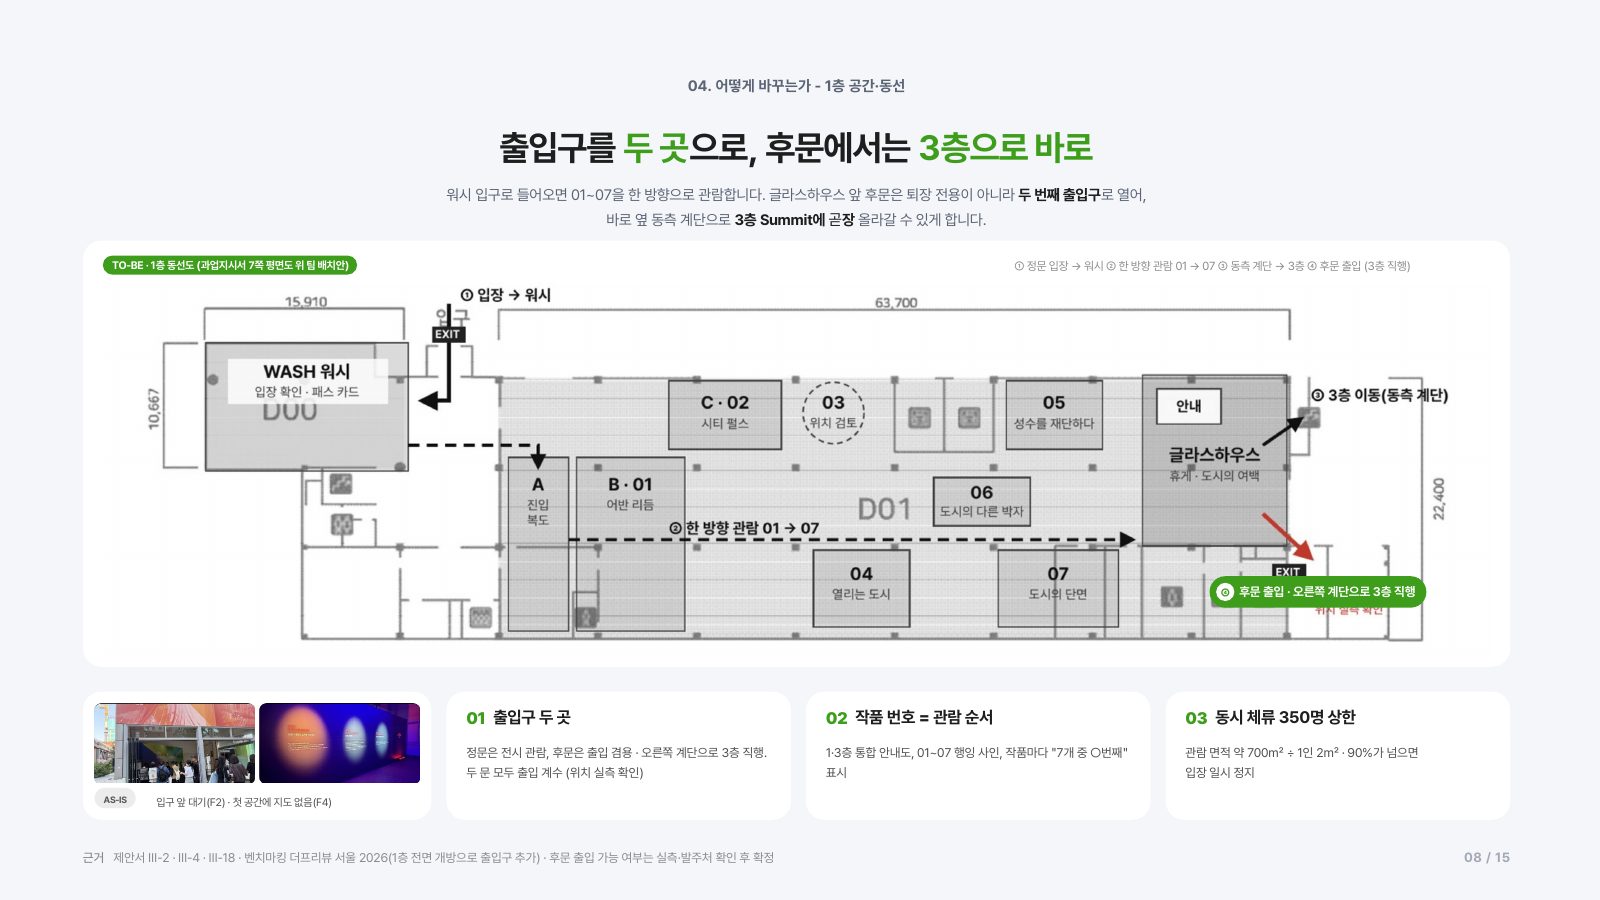 04. 어떻게 바꾸는가 - 1층 공간·동선
출입구를 두 곳으로, 후문에서는 3층으로 바로
워시 입구로 들어오면 01~07을 한 방향으로 관람합니다. 글라스하우스 앞 후문은 퇴장 전용이 아니라 두 번째 출입구로 열어,
바로 옆 동측 계단으로 3층 Summit에 곧장 올라갈 수 있게 합니다.
TO-BE · 1층 동선도 (과업지시서 7쪽 평면도 위 팀 배치안)
① 정문 입장 → 워시 ② 한 방향 관람 01 → 07 ③ 동측 계단 → 3층 ④ 후문 출입 (3층 직행)
15,910
① 입장 → 워시
63,700
입구
EXIT
10,667
WASH 워시
입장 확인 · 패스 카드
D00
C · 02
시티 펄스
03
위치 검토
05
성수를 재단하다
안내
③ 3층 이동(동측 계단)
글라스하우스
휴게 · 도시의 여백
A
진입
복도
B · 01
어반 리듬
D01
06
도시의 다른 박자
22,400
② 한 방향 관람 01 → 07
04
열리는 도시
07
도시의 단면
EXIT
④ 후문 출입 · 오른쪽 계단으로 3층 직행
위치 실측 확인
AS-IS
입구 앞 대기(F2) · 첫 공간에 지도 없음(F4)
01 출입구 두 곳
정문은 전시 관람, 후문은 출입 겸용 · 오른쪽 계단으로 3층 직행.
두 문 모두 출입 계수 (위치 실측 확인)
02 작품 번호 = 관람 순서
1·3층 통합 안내도, 01~07 행잉 사인, 작품마다 "7개 중 ○번째"
표시
03 동시 체류 350명 상한
관람 면적 약 700m² ÷ 1인 2m² · 90%가 넘으면
입장 일시 정지
근거 제안서 III-2 · III-4 · III-18 · 벤치마킹 더프리뷰 서울 2026(1층 전면 개방으로 출입구 추가) · 후문 출입 가능 여부는 실측·발주처 확인 후 확정
08 / 15